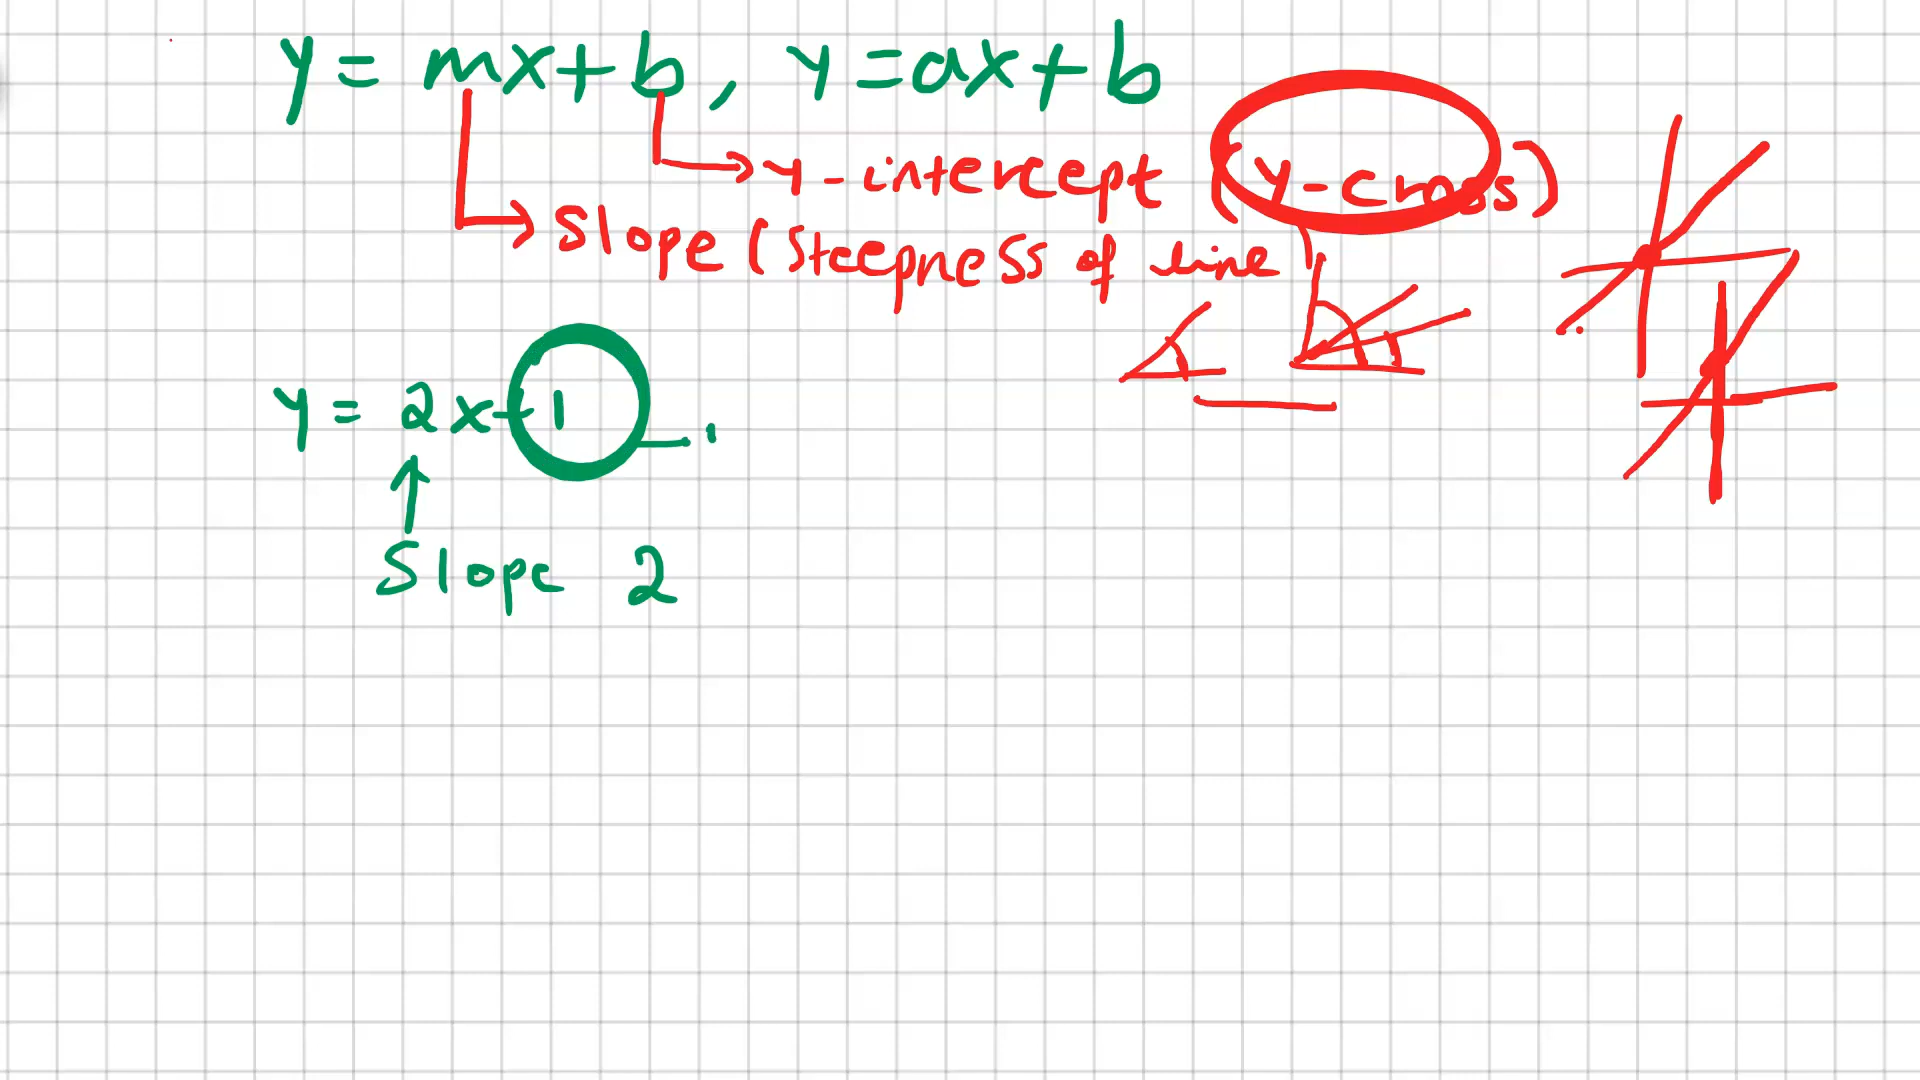 y = mx+b, y=ax+b
y-intercept (y-cross)
Slope (Steepness of line)
y = 2x+1
Slope 2